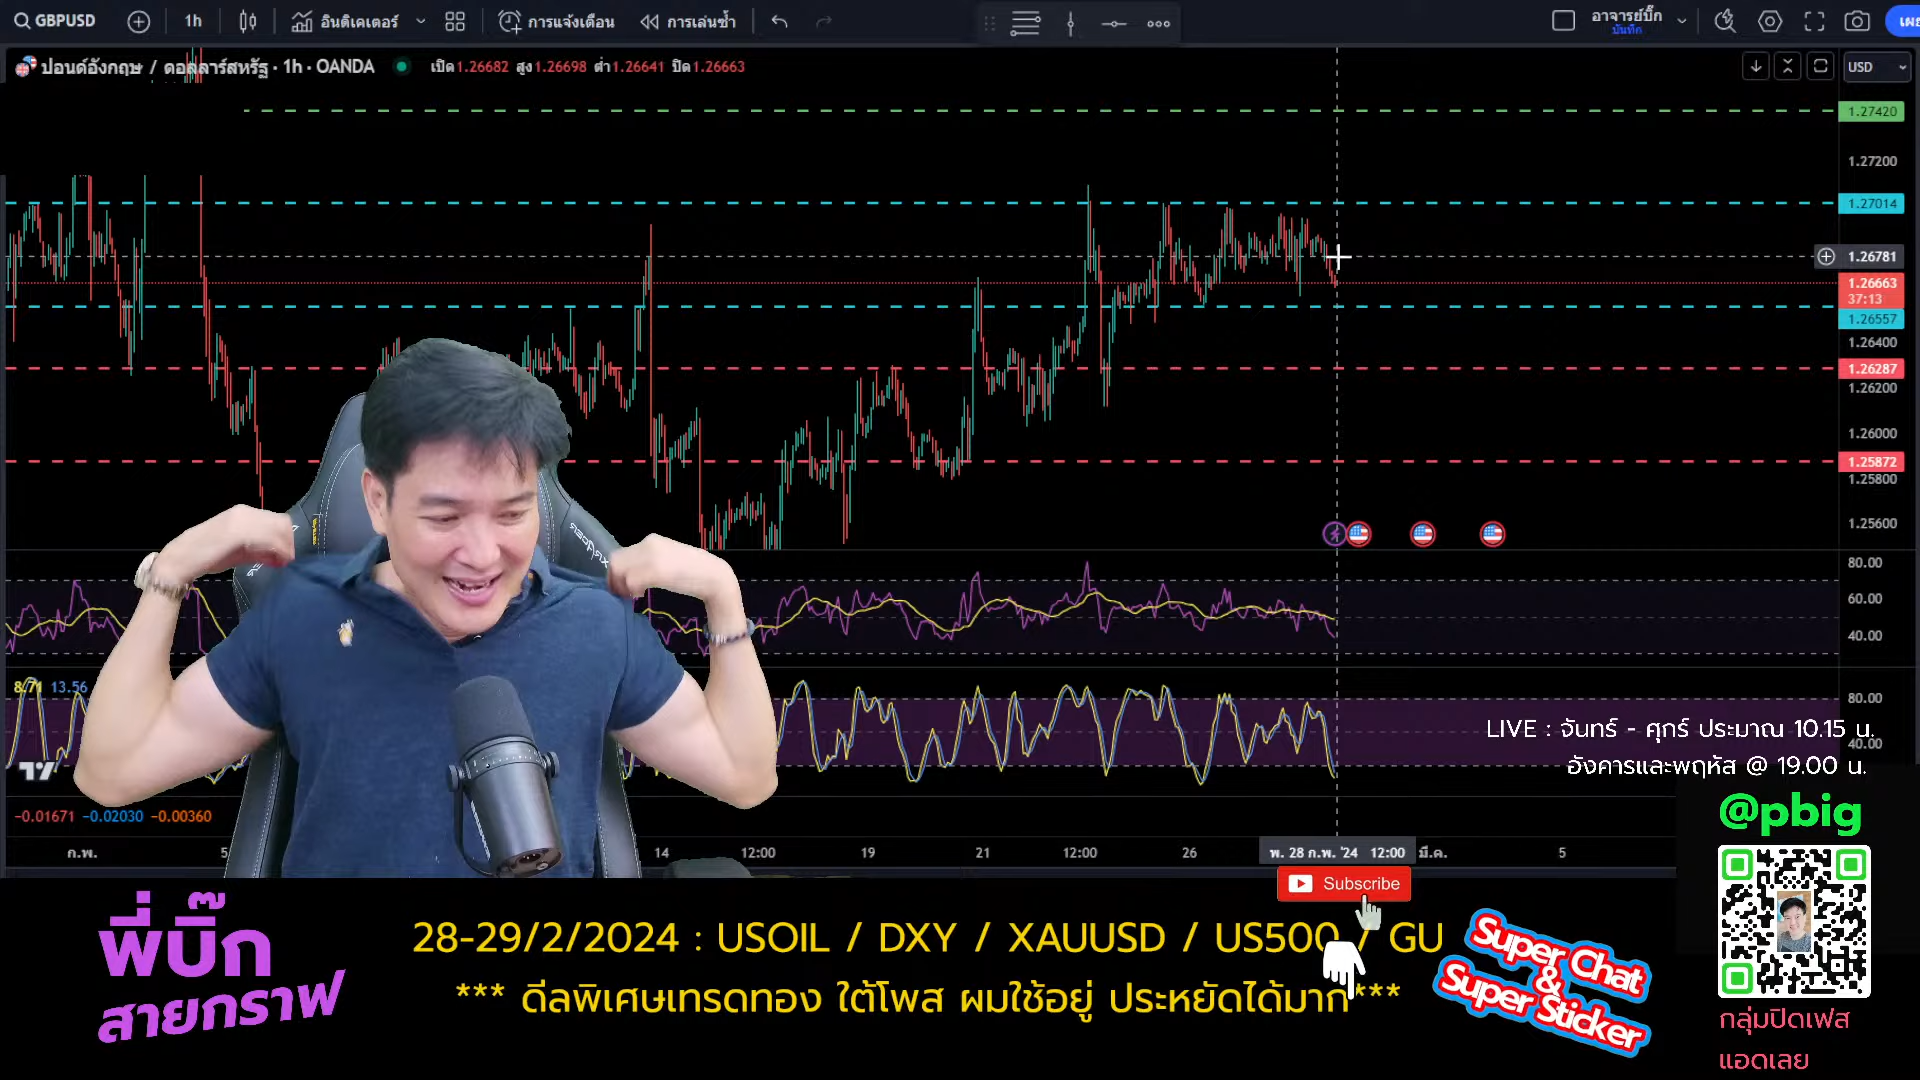 GBPUSD
1h
อินดิเคเตอร์
การแจ้งเตือน
การเล่นซ้ำ
อาจารย์บิ๊ก
บันทึก
เผย
ปอนด์อังกฤษ / ดอลลาร์สหรัฐ · 1h · OANDA
เปิด1.26682 สูง1.26698 ต่ำ1.26641 ปิด1.26663
USD
1.27420
1.27200
1.27014
1.26781
1.26663
37:13
1.26557
1.26400
1.26287
1.26200
1.26000
1.25872
1.25800
1.25600
80.00
60.00
40.00
8.71 13.56
80.00
40.00
LIVE : จันทร์ - ศุกร์ ประมาณ 10.15 น.
อังคารและพฤหัส @ 19.00 น.
@pbig
−0.01671 −0.02030 −0.00360
ก.พ.
5
14
12:00
19
21
12:00
26
พ. 28 ก.พ. '24 12:00
มี.ค.
5
Subscribe
พี่บิ๊ก
สายกราฟ
28-29/2/2024 : USOIL / DXY / XAUUSD / US500 / GU
*** ดีลพิเศษเทรดทอง ใต้โพส ผมใช้อยู่ ประหยัดได้มาก***
Super Chat
&
Super Sticker
กลุ่มปิดเฟส
แอดเลย